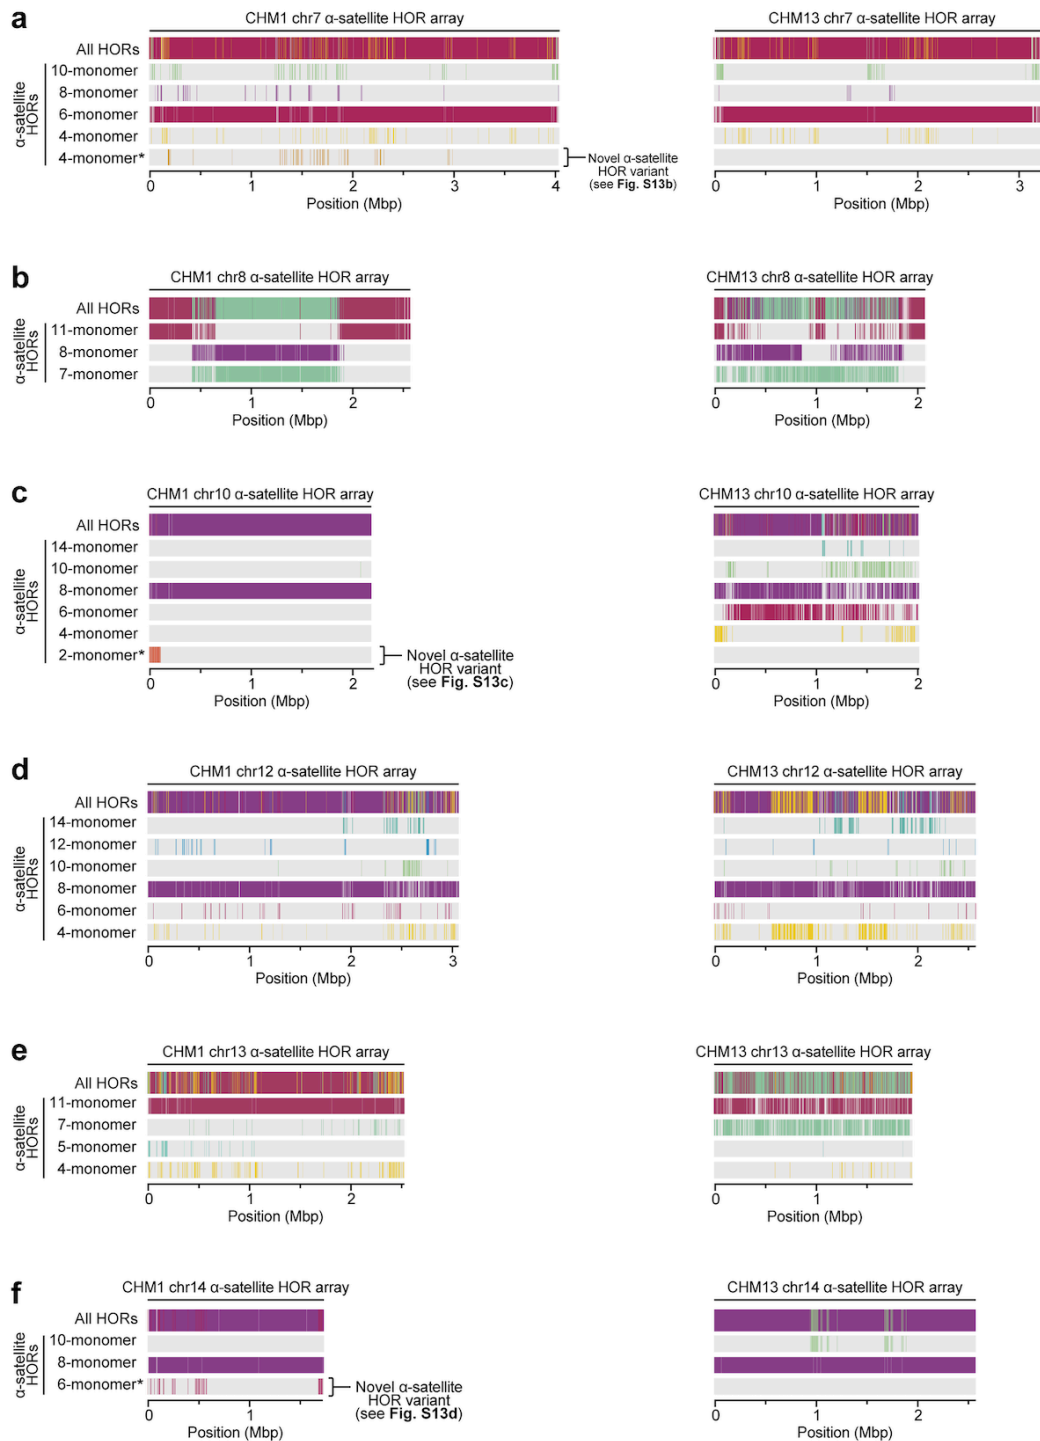 a
CHM1 chr7 α-satellite HOR array
CHM13 chr7 α-satellite HOR array
All HORs
α-satellite
HORs
10-monomer
8-monomer
6-monomer
4-monomer
4-monomer*
Novel α-satellite
HOR variant
(see Fig. S13b)
0 1 2 3 4
Position (Mbp)
0 1 2 3
Position (Mbp)
b
CHM1 chr8 α-satellite HOR array
CHM13 chr8 α-satellite HOR array
All HORs
α-satellite
HORs
11-monomer
8-monomer
7-monomer
0 1 2
Position (Mbp)
0 1 2
Position (Mbp)
c
CHM1 chr10 α-satellite HOR array
CHM13 chr10 α-satellite HOR array
All HORs
α-satellite
HORs
14-monomer
10-monomer
8-monomer
6-monomer
4-monomer
2-monomer*
Novel α-satellite
HOR variant
(see Fig. S13c)
0 1 2
Position (Mbp)
0 1 2
Position (Mbp)
d
CHM1 chr12 α-satellite HOR array
CHM13 chr12 α-satellite HOR array
All HORs
α-satellite
HORs
14-monomer
12-monomer
10-monomer
8-monomer
6-monomer
4-monomer
0 1 2 3
Position (Mbp)
0 1 2
Position (Mbp)
e
CHM1 chr13 α-satellite HOR array
CHM13 chr13 α-satellite HOR array
All HORs
α-satellite
HORs
11-monomer
7-monomer
5-monomer
4-monomer
0 1 2
Position (Mbp)
0 1
Position (Mbp)
f
CHM1 chr14 α-satellite HOR array
CHM13 chr14 α-satellite HOR array
All HORs
α-satellite
HORs
10-monomer
8-monomer
6-monomer*
Novel α-satellite
HOR variant
(see Fig. S13d)
0 1
Position (Mbp)
0 1 2
Position (Mbp)